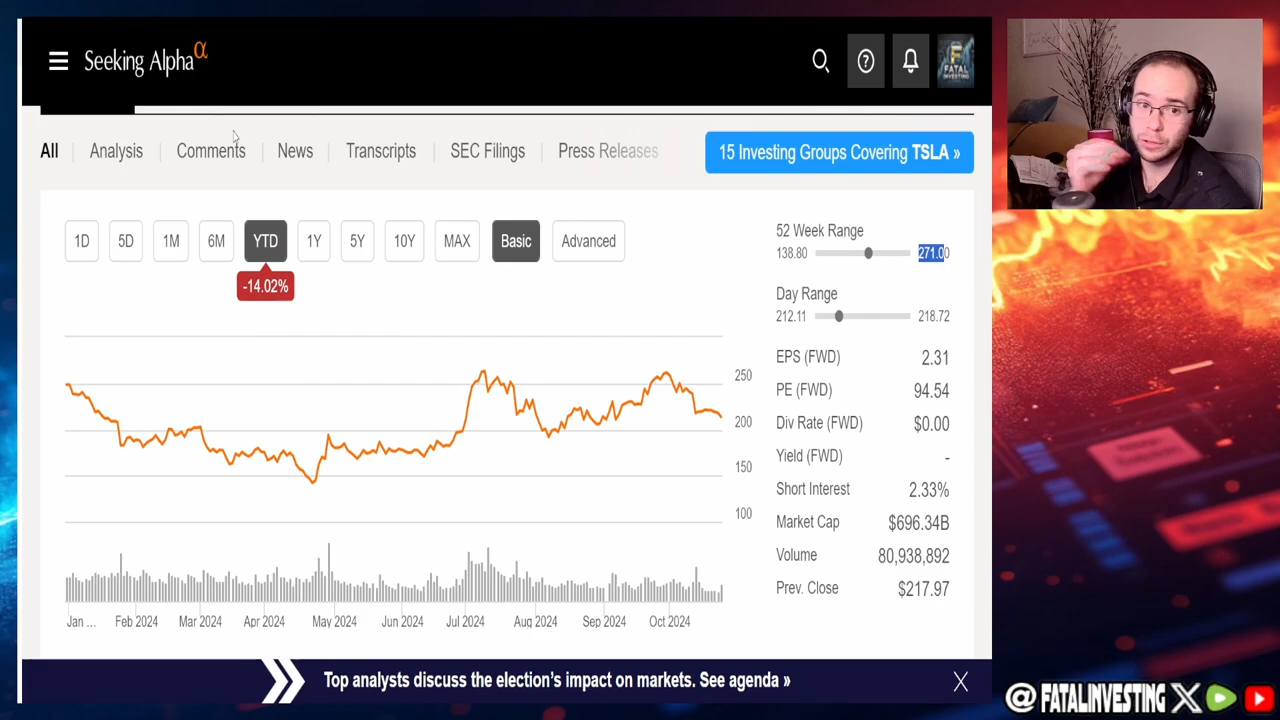 Seeking Alpha α
F
FATAL
INVESTING
All
Analysis
Comments
News
Transcripts
SEC Filings
Press Releases
15 Investing Groups Covering TSLA »
1D
5D
1M
6M
YTD
1Y
5Y
10Y
MAX
Basic
Advanced
-14.02%
52 Week Range
138.80
271.00
Day Range
212.11
218.72
EPS (FWD) 2.31
PE (FWD) 94.54
Div Rate (FWD) $0.00
Yield (FWD) -
Short Interest 2.33%
Market Cap $696.34B
Volume 80,938,892
Prev. Close $217.97
250
200
150
100
Jan ...
Feb 2024
Mar 2024
Apr 2024
May 2024
Jun 2024
Jul 2024
Aug 2024
Sep 2024
Oct 2024
Top analysts discuss the election's impact on markets. See agenda »
@FATALINVESTING